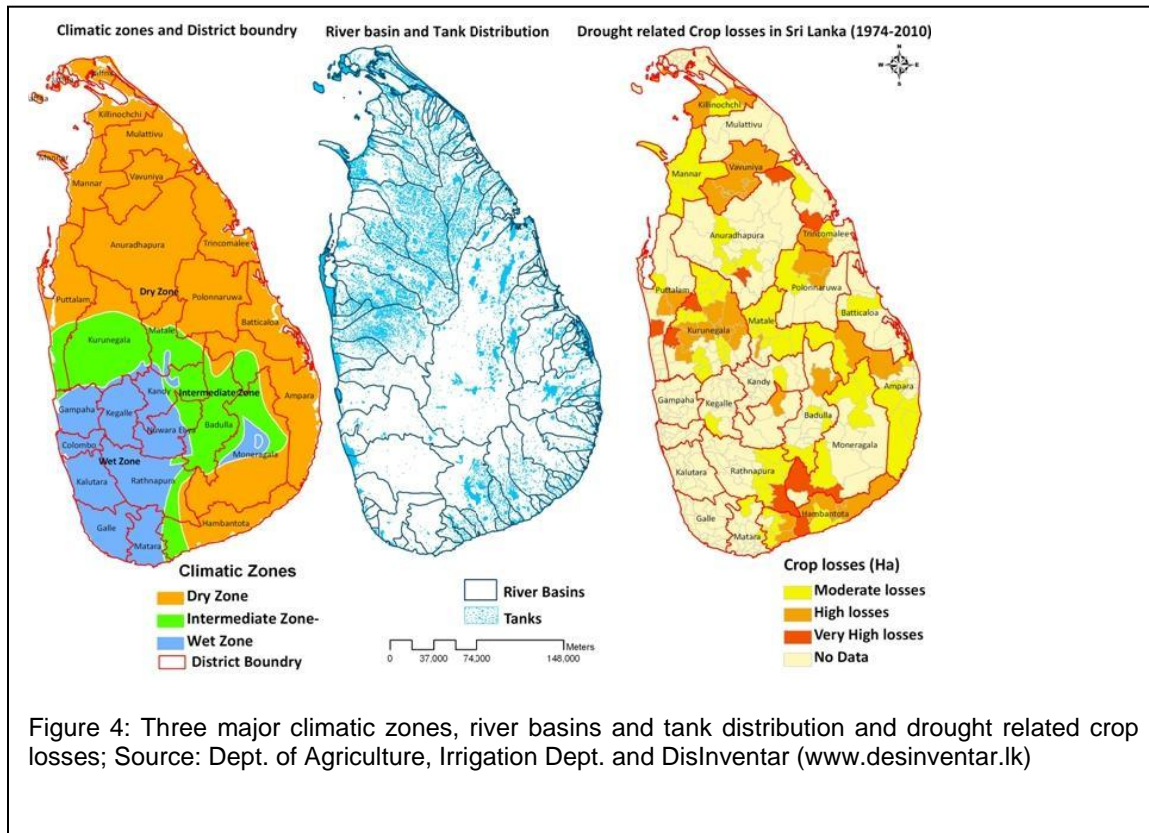 Climatic zones and District boundry
River basin and Tank Distribution
Drought related Crop losses in Sri Lanka (1974-2010)
N
W
E
S
Killinochchi
Mulattivu
Mannar
Mannar
Vavuniya
Anuradhapura
Trincomalee
Puttalam
Dry Zone
Polonnaruwa
Batticaloa
Matale
Kurunegala
Kandy
Intermediate Zone
Ampara
Gampaha
Kegalle
Nuwara Eliya
Badulla
Colombo
D
Moneragala
Wet Zone
Kalutara
Rathnapura
Hambantota
Galle
Matara
Killinochchi
Mulattivu
Mannar
Vavuniya
Anuradhapura
Trincomalee
Puttalam
Polonnaruwa
Batticaloa
Kurunegala
Matale
Kandy
Ampara
Gampaha
Kegalle
Badulla
Moneragala
Kalutara
Rathnapura
Hambantota
Galle
Matara
Climatic Zones
Dry Zone
Intermediate Zone-
Wet Zone
District Boundry
River Basins
Tanks
Meters
0 37,000 74,000 148,000
Crop losses (Ha)
Moderate losses
High losses
Very High losses
No Data
Figure 4: Three major climatic zones, river basins and tank distribution and drought related crop
losses; Source: Dept. of Agriculture, Irrigation Dept. and DisInventar (www.desinventar.lk)